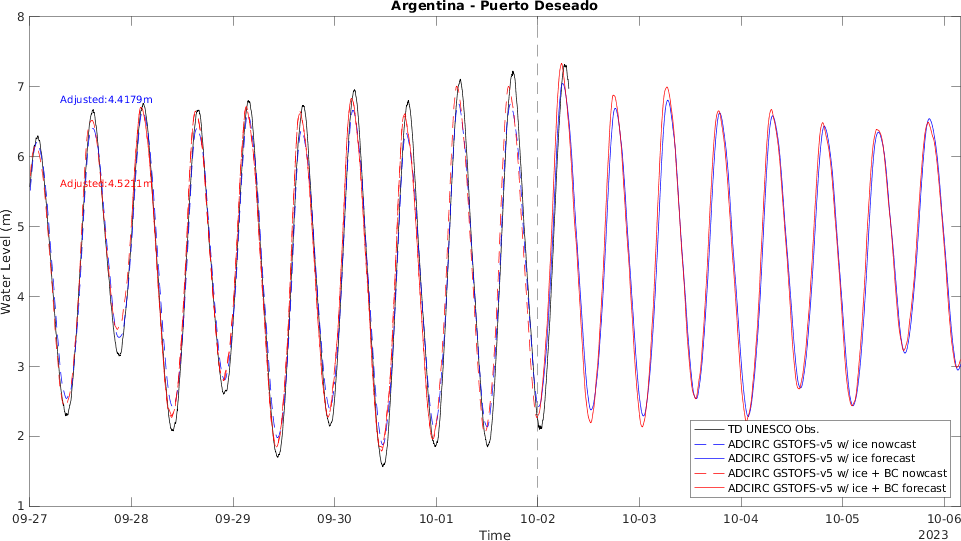 Argentina - Puerto Deseado
8
7
6
5
4
3
2
1
Water Level (m)
Adjusted:4.4179m
Adjusted:4.5211m
TD UNESCO Obs.
ADCIRC GSTOFS-v5 w/ ice nowcast
ADCIRC GSTOFS-v5 w/ ice forecast
ADCIRC GSTOFS-v5 w/ ice + BC nowcast
ADCIRC GSTOFS-v5 w/ ice + BC forecast
09-27 09-28 09-29 09-30 10-01 10-02 10-03 10-04 10-05 10-06
Time
2023